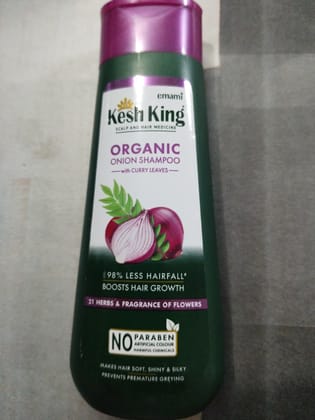 emami
Kesh King
SCALP AND HAIR MEDICINE
ORGANIC
ONION SHAMPOO
with CURRY LEAVES
98% LESS HAIRFALL*
BOOSTS HAIR GROWTH
21 HERBS & FRAGRANCE OF FLOWERS
NO PARABEN
ARTIFICIAL COLOUR
HARMFUL CHEMICALS
MAKES HAIR SOFT, SHINY & SILKY
PREVENTS PREMATURE GREYING